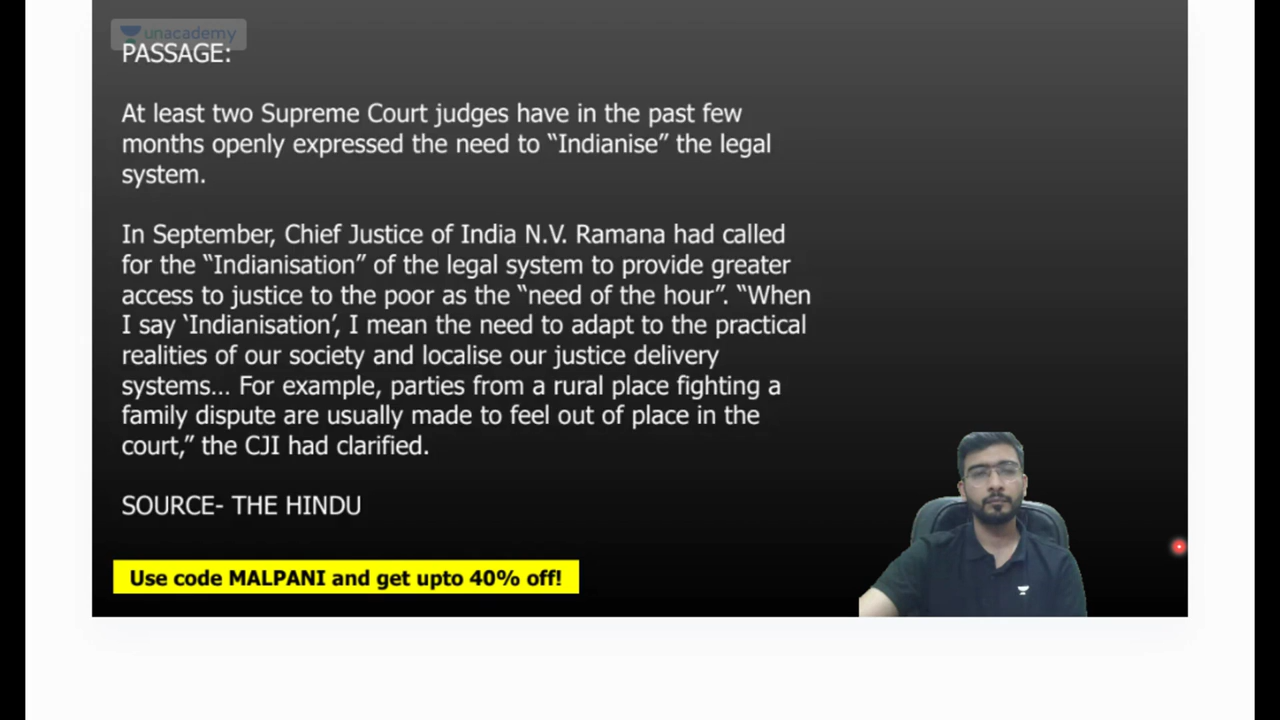 unacademy
PASSAGE:
At least two Supreme Court judges have in the past few
months openly expressed the need to “Indianise” the legal
system.
In September, Chief Justice of India N.V. Ramana had called
for the “Indianisation” of the legal system to provide greater
access to justice to the poor as the “need of the hour”. “When
I say ‘Indianisation’, I mean the need to adapt to the practical
realities of our society and localise our justice delivery
systems... For example, parties from a rural place fighting a
family dispute are usually made to feel out of place in the
court,” the CJI had clarified.
SOURCE- THE HINDU
Use code MALPANI and get upto 40% off!